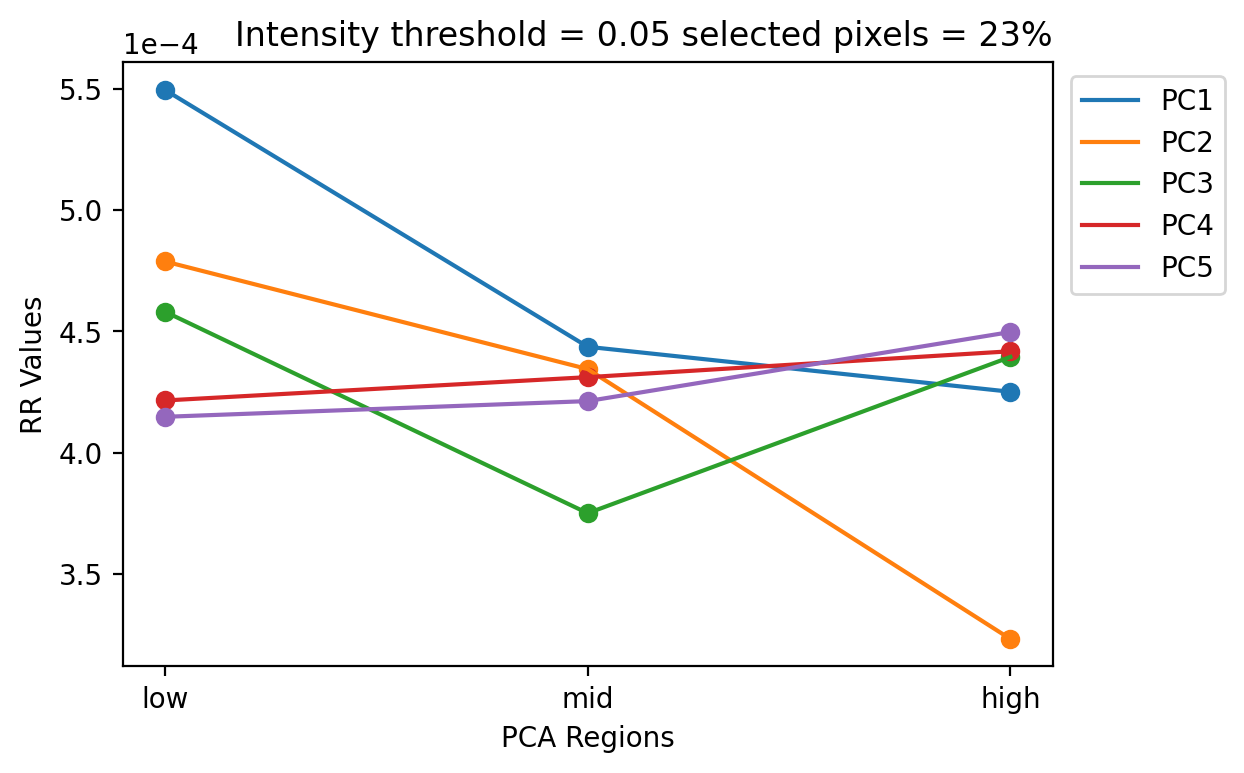 Intensity threshold = 0.05 selected pixels = 23%
1e−4
5.5
5.0
4.5
4.0
3.5
RR Values
low
mid
high
PCA Regions
PC1
PC2
PC3
PC4
PC5